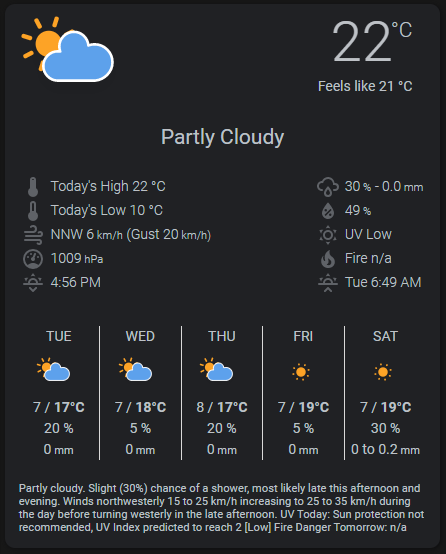 22°C
Feels like 21 °C
Partly Cloudy
Today's High 22 °C
30 % - 0.0 mm
Today's Low 10 °C
49 %
NNW 6 km/h (Gust 20 km/h)
UV Low
1009 hPa
Fire n/a
4:56 PM
Tue 6:49 AM
TUE WED THU FRI SAT
7 / 17°C 7 / 18°C 8 / 17°C 7 / 19°C 7 / 19°C
20 % 5 % 20 % 5 % 30 %
0 mm 0 mm 0 mm 0 mm 0 to 0.2 mm
Partly cloudy. Slight (30%) chance of a shower, most likely late this afternoon and
evening. Winds northwesterly 15 to 25 km/h increasing to 25 to 35 km/h during
the day before turning westerly in the late afternoon. UV Today: Sun protection not
recommended, UV Index predicted to reach 2 [Low] Fire Danger Tomorrow: n/a